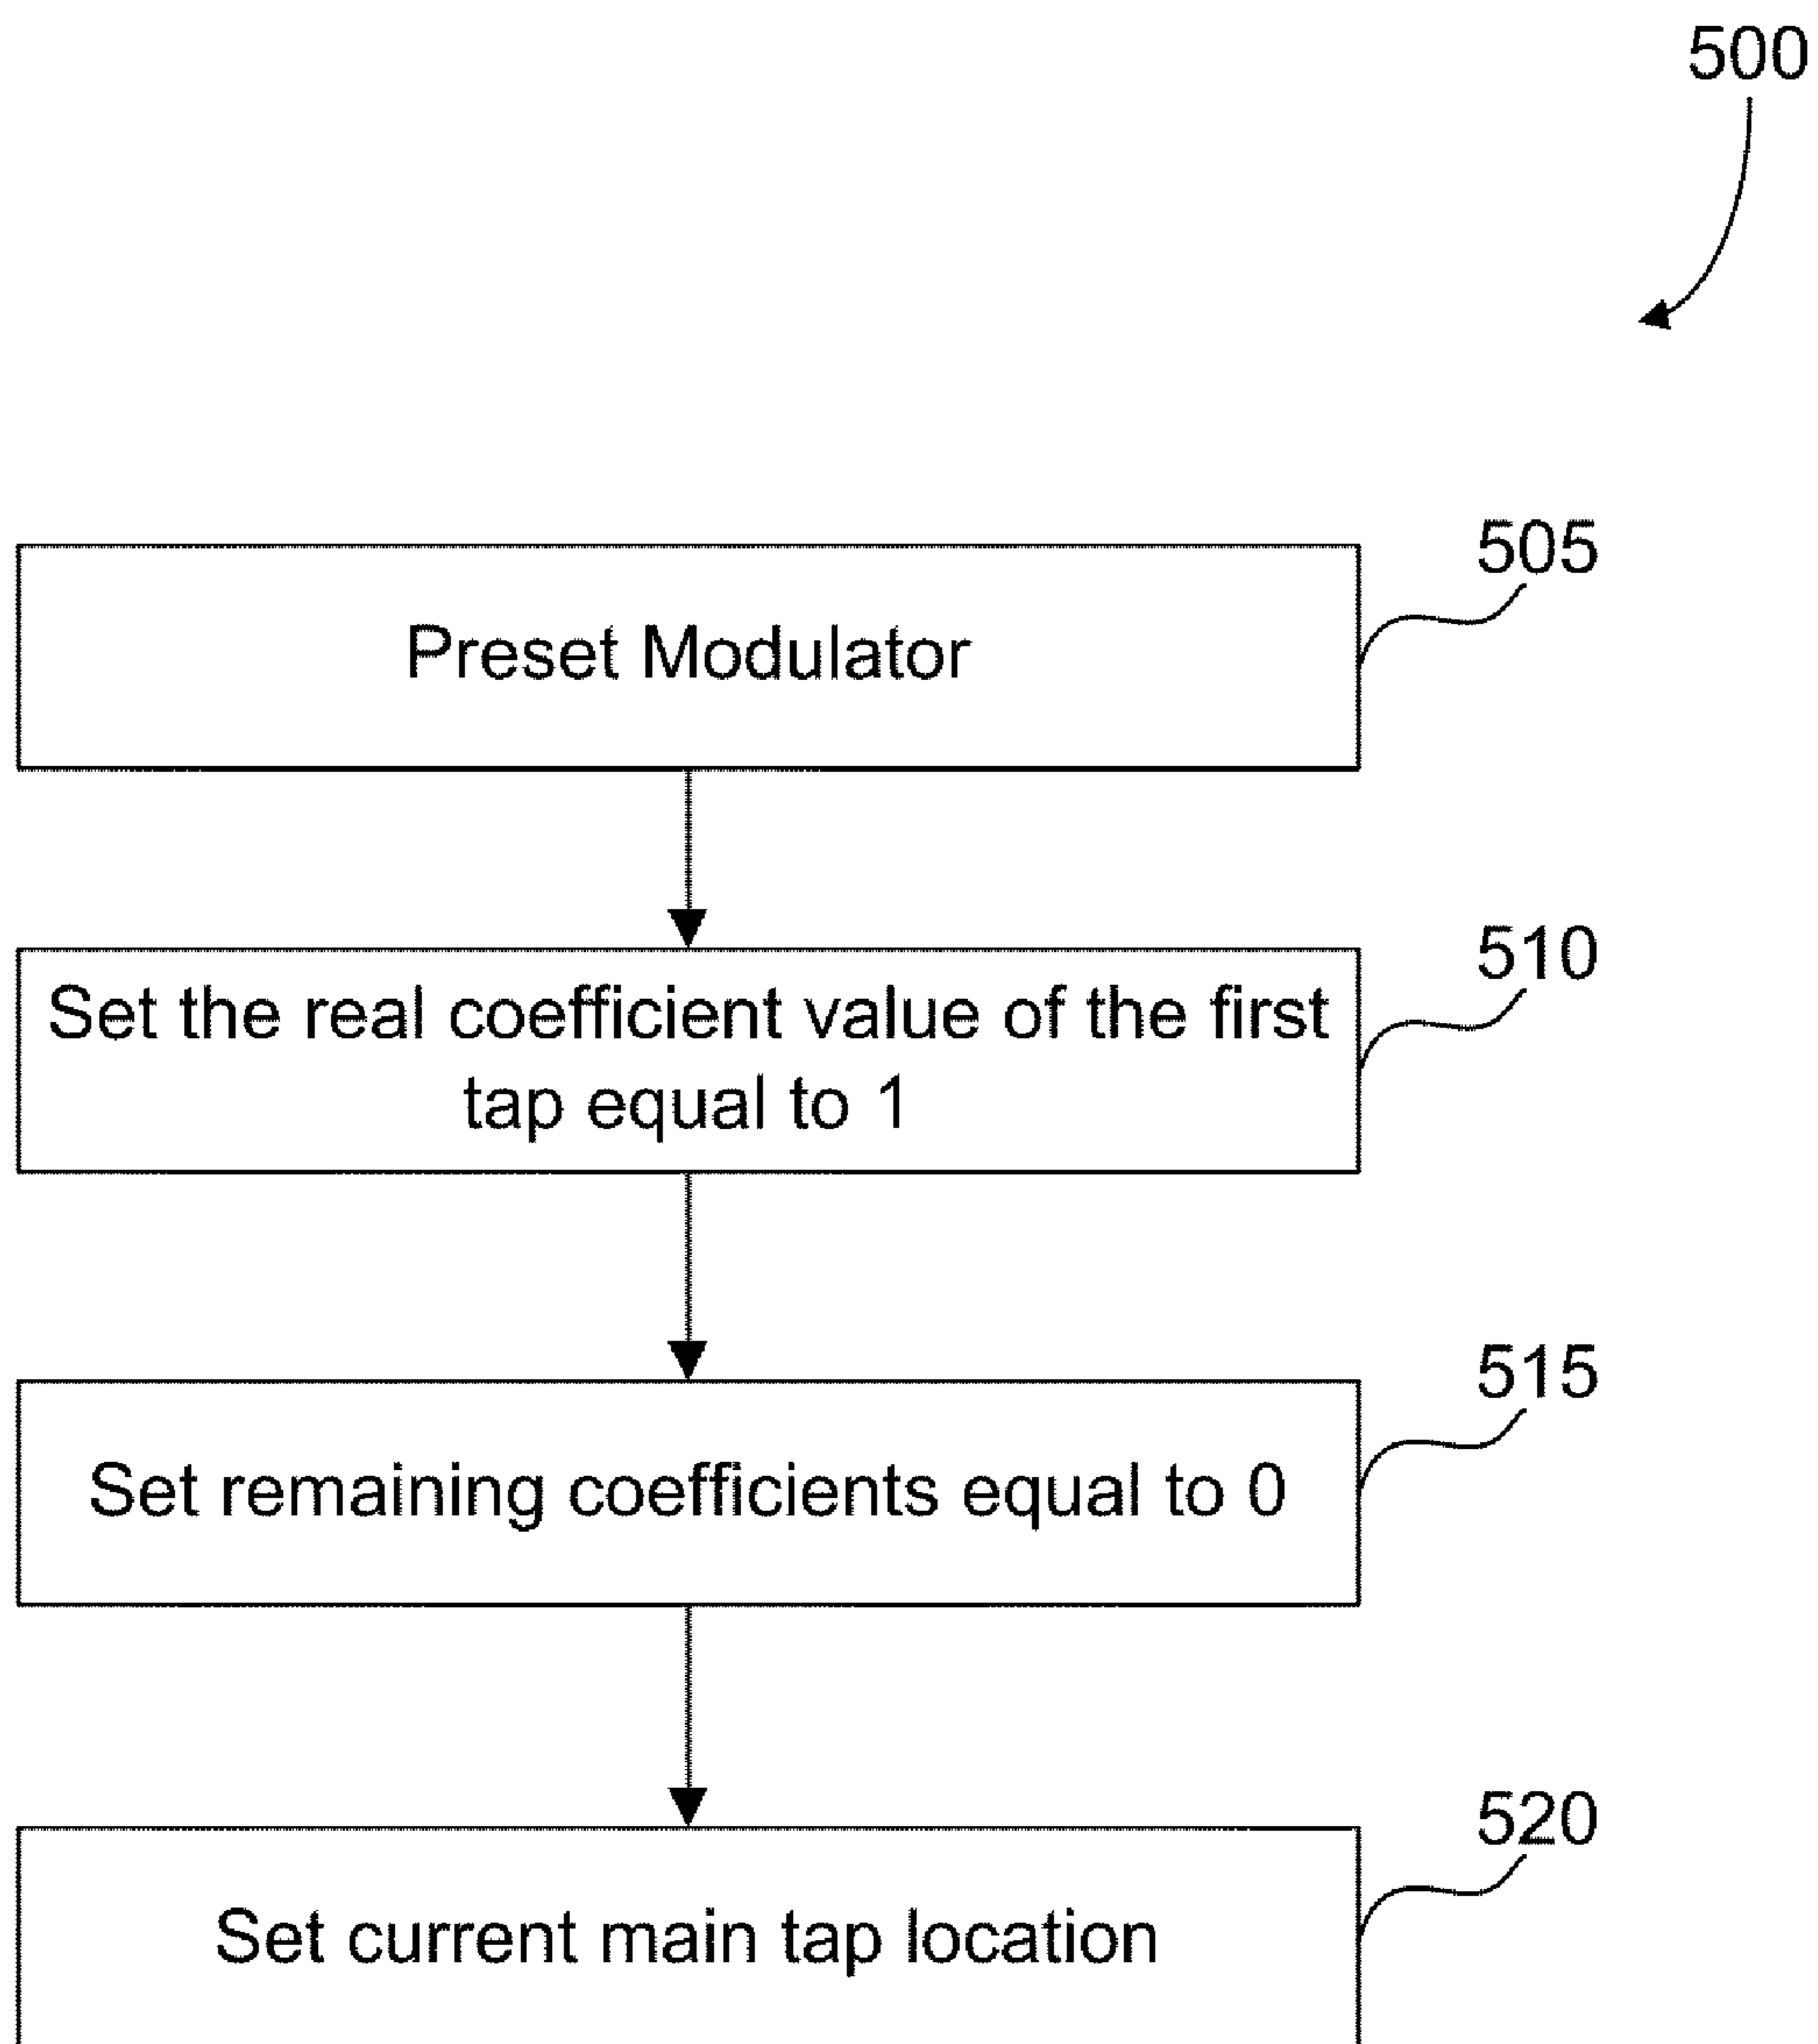 500
505
Preset Modulator
510
Set the real coefficient value of the first
tap equal to 1
515
Set remaining coefficients equal to 0
520
Set current main tap location